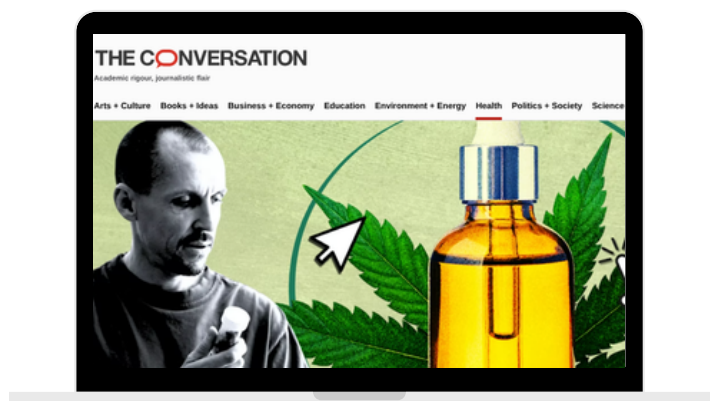 THE CONVERSATION
Academic rigour, journalistic flair
Arts + Culture Books + Ideas Business + Economy Education Environment + Energy Health Politics + Society Science